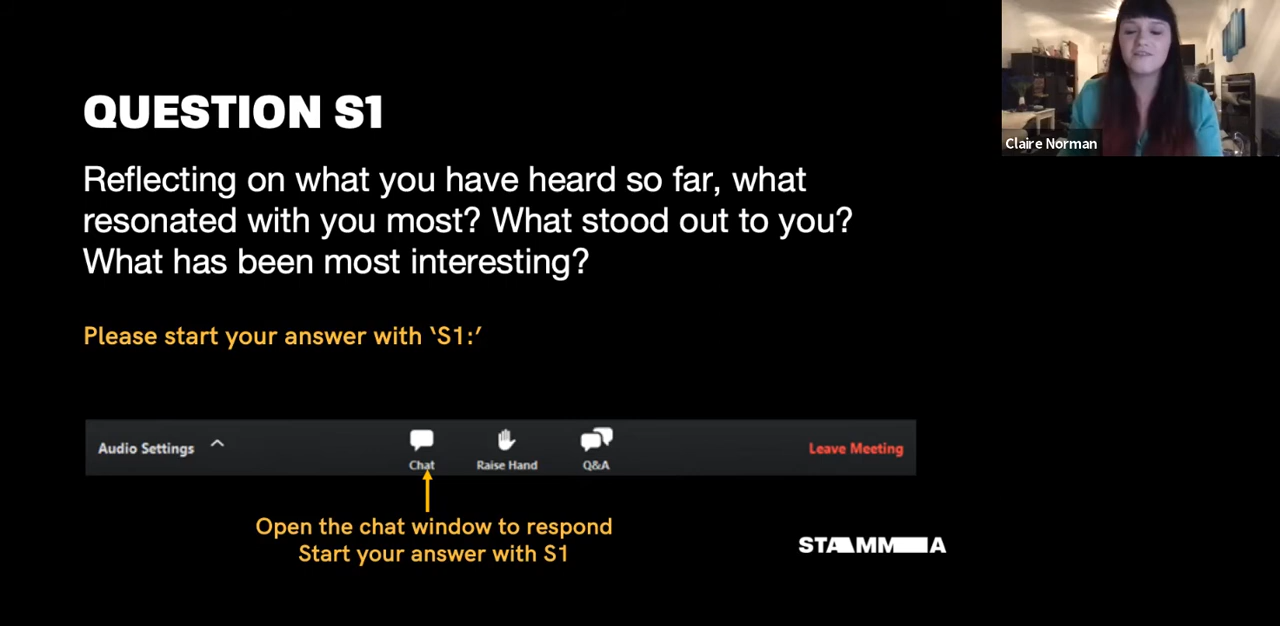 QUESTION S1
Reflecting on what you have heard so far, what
resonated with you most? What stood out to you?
What has been most interesting?
Please start your answer with ‘S1:’
Audio Settings
Chat
Raise Hand
Q&A
Leave Meeting
Open the chat window to respond
Start your answer with S1
STAMMA
Claire Norman